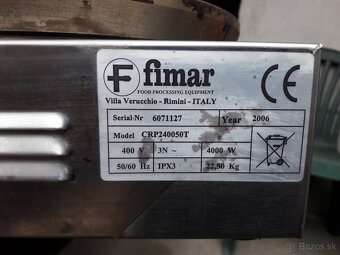 F fimar
FOOD PROCESSING EQUIPMENT
Villa Verucchio - Rimini - ITALY
CE
Serial-Nr 6071127 Year 2006
Model CRP240050T
400 V 3N ~ 4000 W
50/60 Hz IPX3 22,50 Kg
Bazos.sk